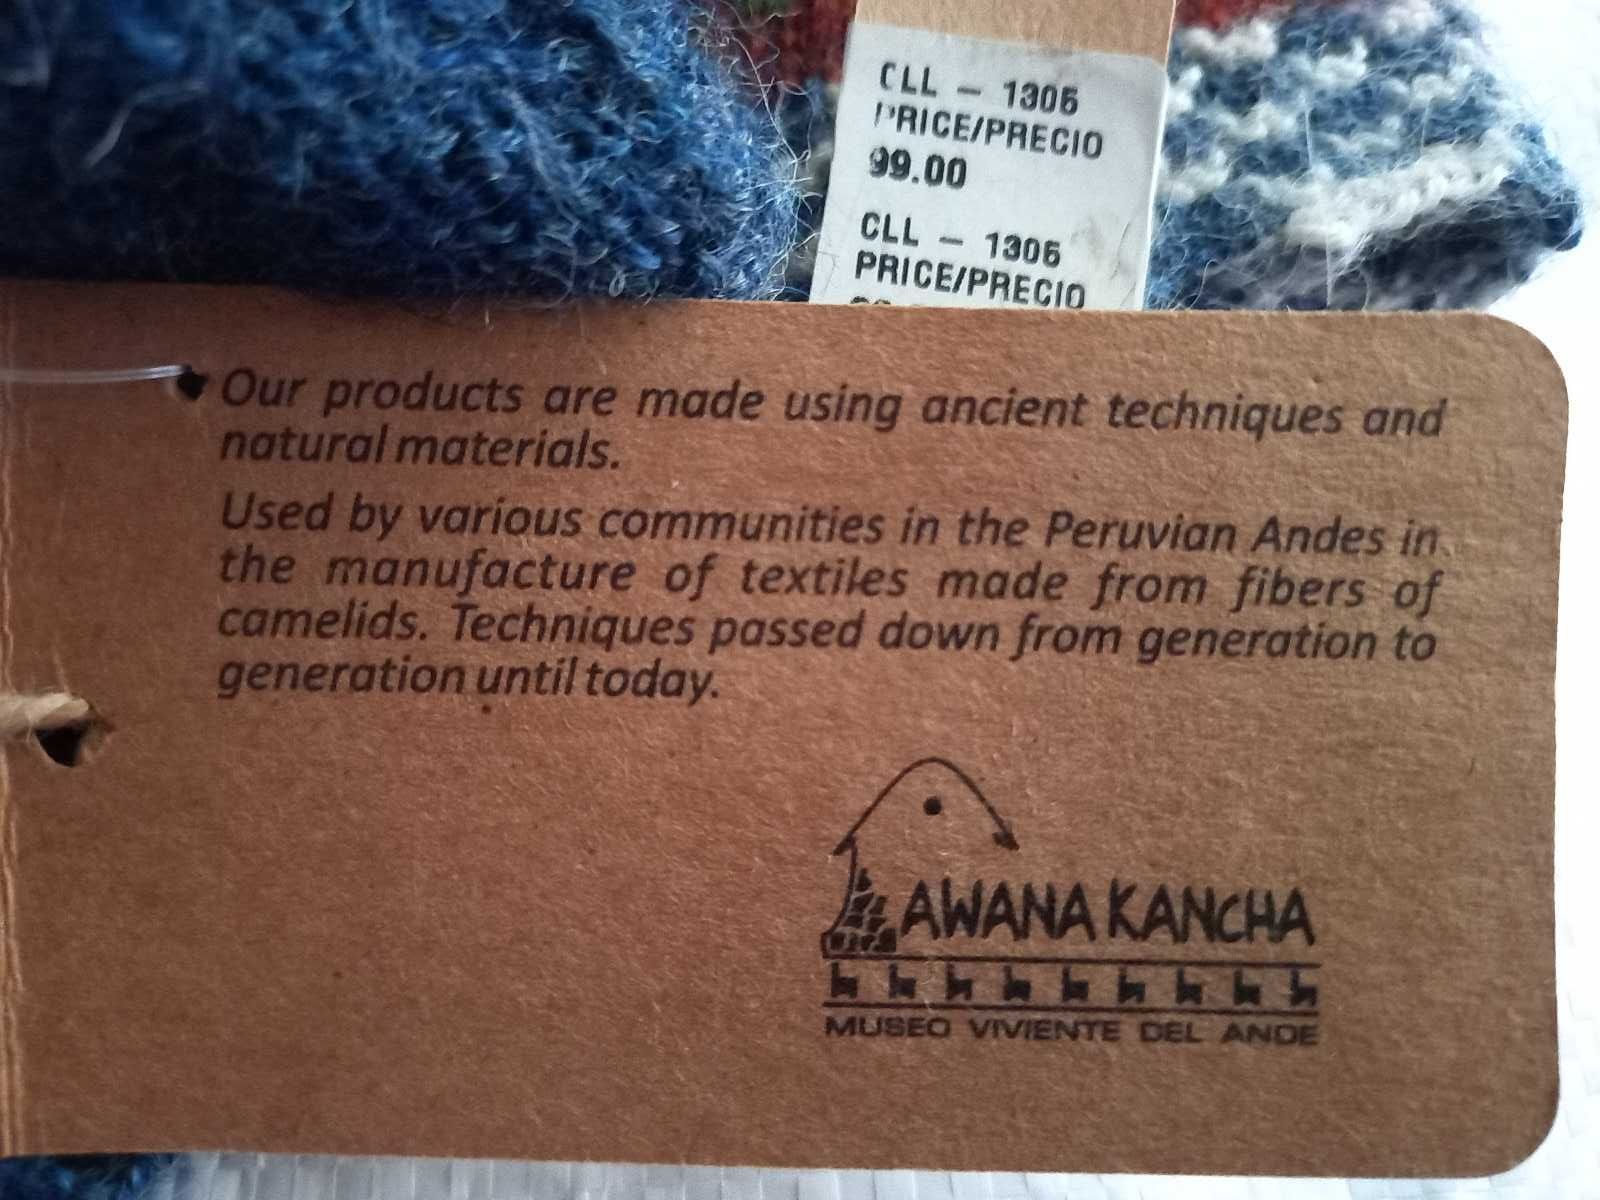 CLL – 1306
PRICE/PRECIO
99.00
CLL – 1306
PRICE/PRECIO
Our products are made using ancient techniques and
natural materials.
Used by various communities in the Peruvian Andes in
the manufacture of textiles made from fibers of
camelids. Techniques passed down from generation to
generation until today.
AWANA KANCHA
MUSEO VIVIENTE DEL ANDE